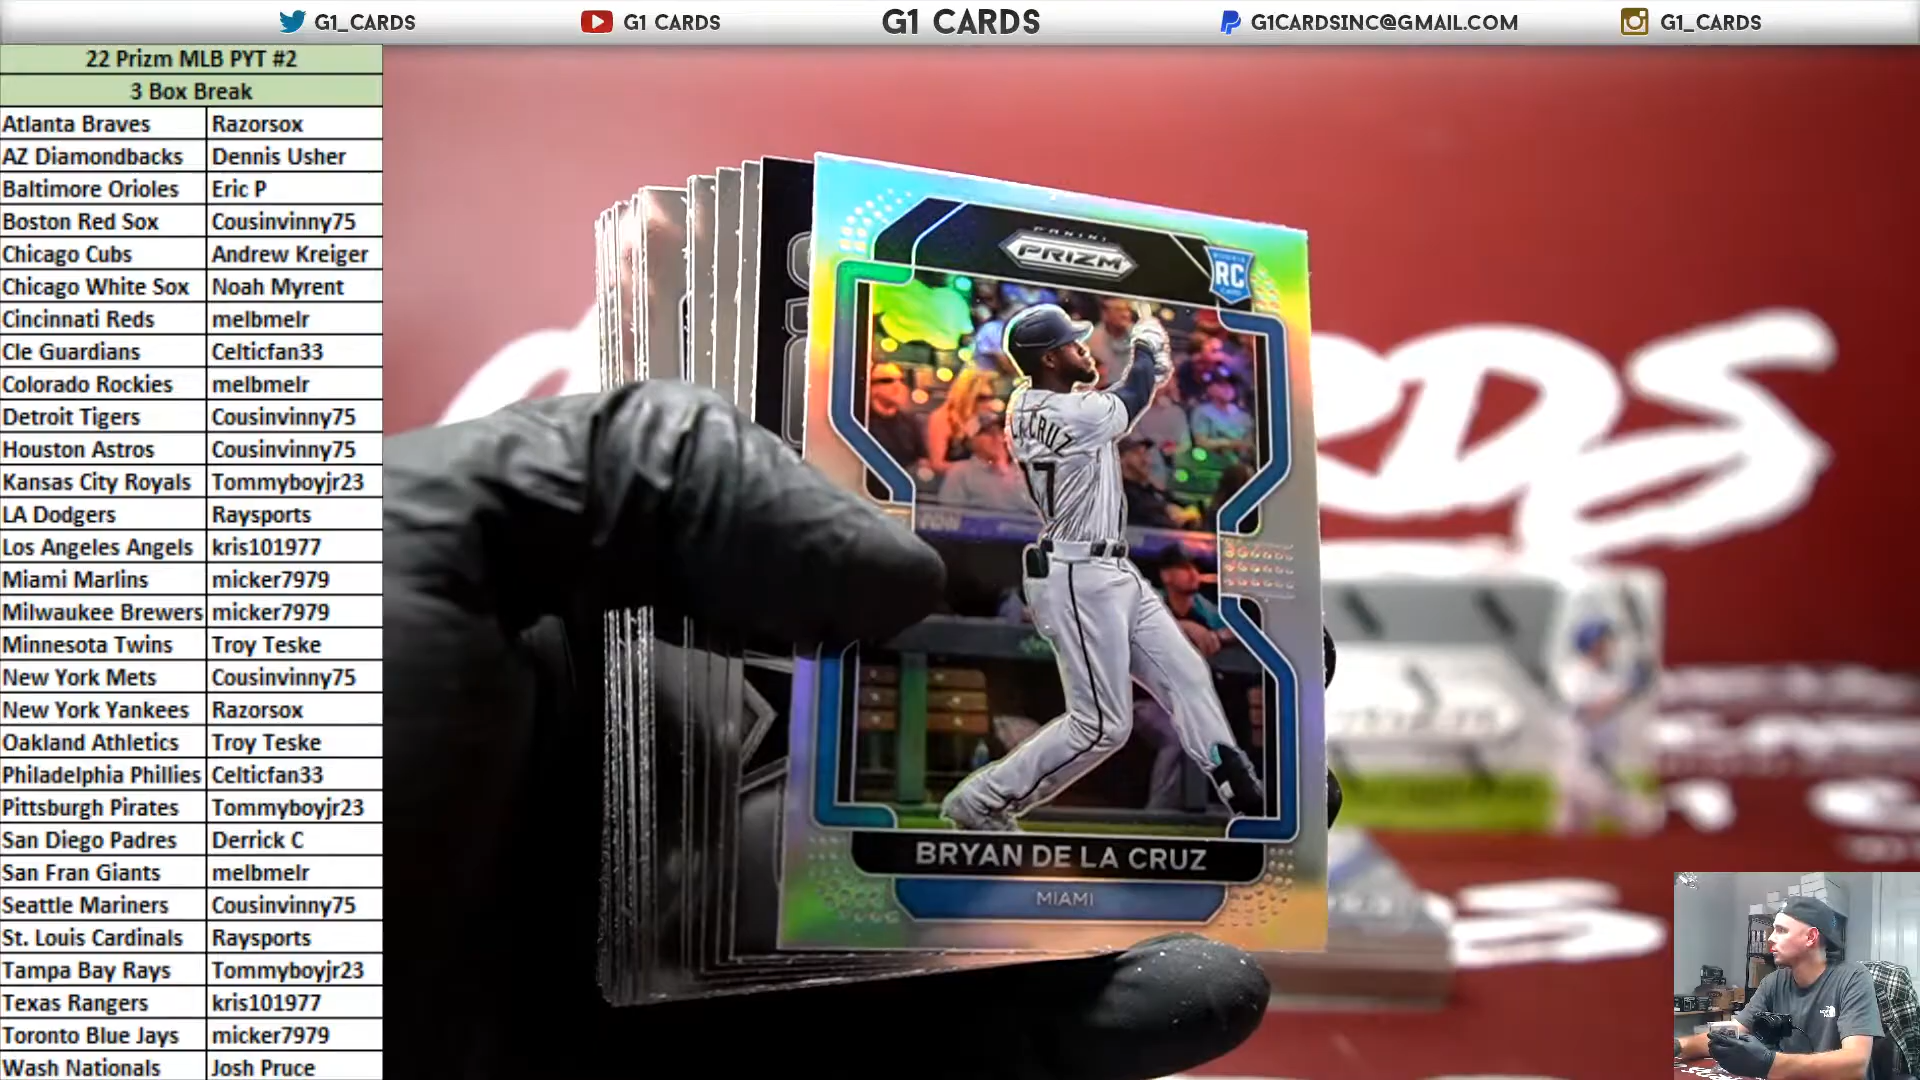 G1_CARDS
G1 CARDS
G1 CARDS
G1CARDSINC@GMAIL.COM
G1_CARDS
22 Prizm MLB PYT #2
3 Box Break
Atlanta Braves Razorsox
AZ Diamondbacks Dennis Usher
Baltimore Orioles Eric P
Boston Red Sox Cousinvinny75
Chicago Cubs Andrew Kreiger
Chicago White Sox Noah Myrent
Cincinnati Reds melbmelr
Cle Guardians Celticfan33
Colorado Rockies melbmelr
Detroit Tigers Cousinvinny75
Houston Astros Cousinvinny75
Kansas City Royals Tommyboyjr23
LA Dodgers Raysports
Los Angeles Angels kris101977
Miami Marlins micker7979
Milwaukee Brewers micker7979
Minnesota Twins Troy Teske
New York Mets Cousinvinny75
New York Yankees Razorsox
Oakland Athletics Troy Teske
Philadelphia Phillies Celticfan33
Pittsburgh Pirates Tommyboyjr23
San Diego Padres Derrick C
San Fran Giants melbmelr
Seattle Mariners Cousinvinny75
St. Louis Cardinals Raysports
Tampa Bay Rays Tommyboyjr23
Texas Rangers kris101977
Toronto Blue Jays micker7979
Wash Nationals Josh Pruce
PANINI
PRIZM
RC
CRUZ
17
BRYAN DE LA CRUZ
MIAMI